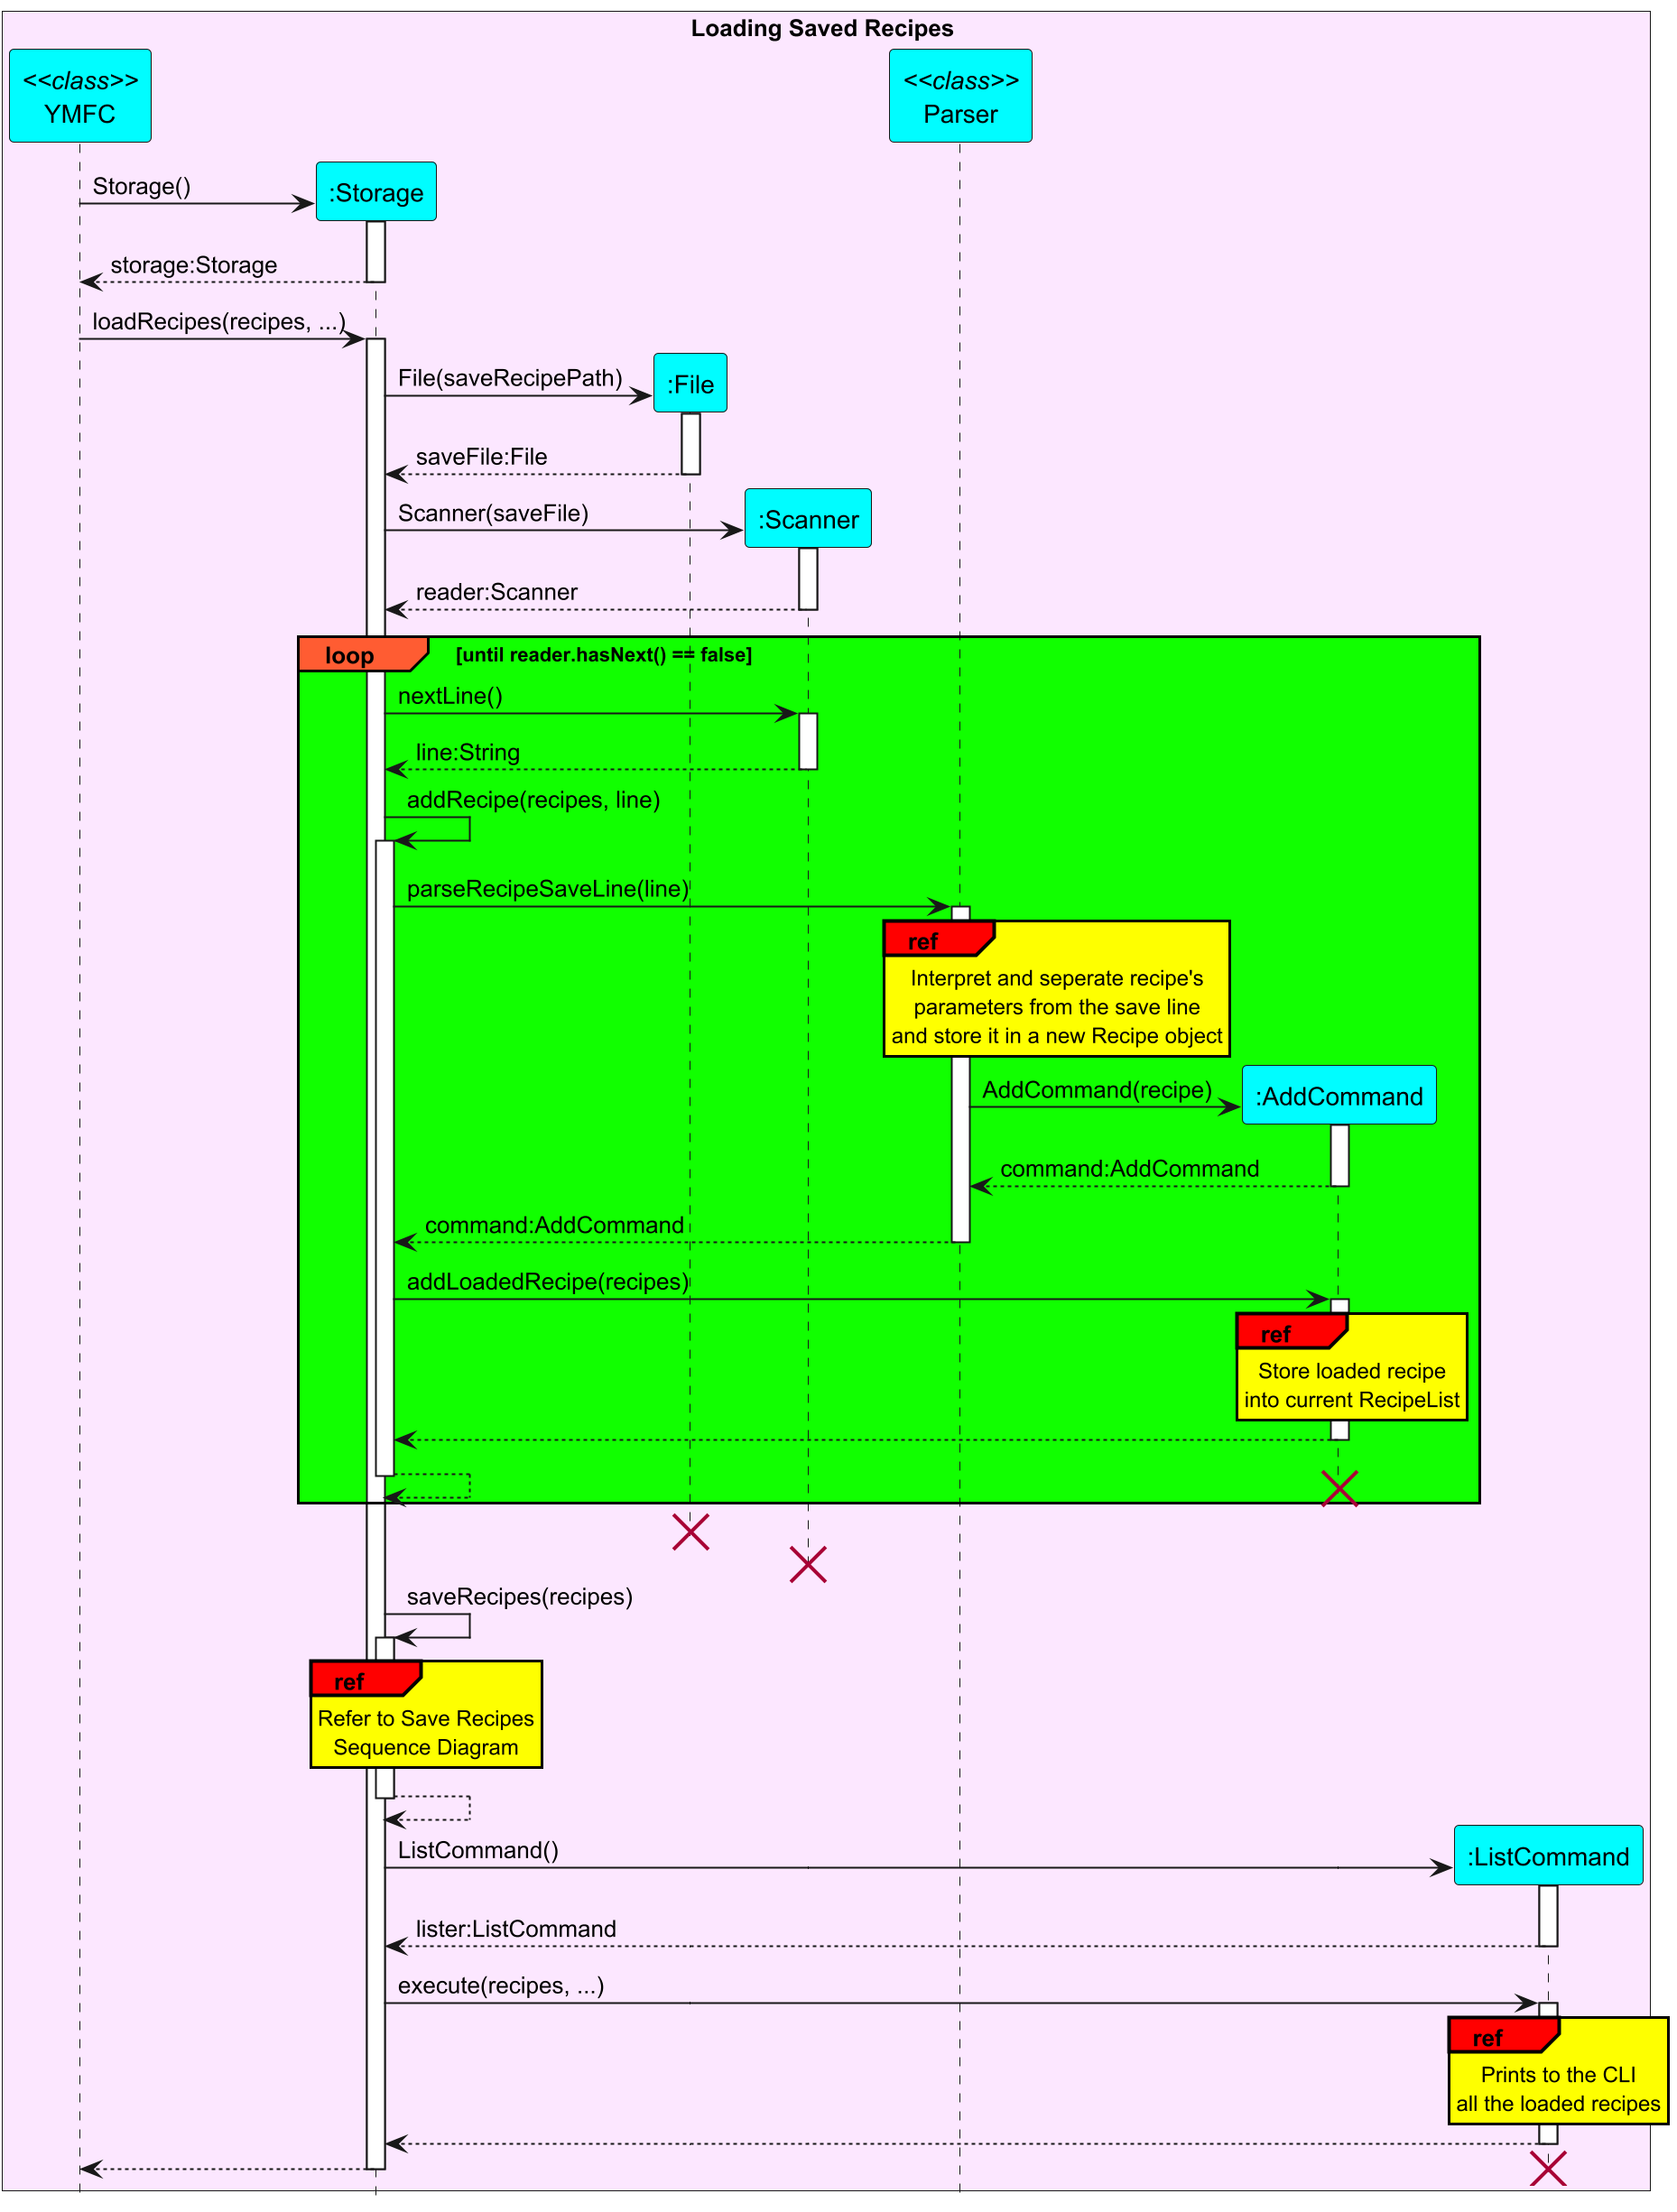 Loading Saved Recipes
<<class>>
YMFC
<<class>>
Parser
Storage()
:Storage
storage:Storage
loadRecipes(recipes, ...)
File(saveRecipePath)
:File
saveFile:File
Scanner(saveFile)
:Scanner
reader:Scanner
loop
[until reader.hasNext() == false]
nextLine()
line:String
addRecipe(recipes, line)
parseRecipeSaveLine(line)
ref
Interpret and seperate recipe's
parameters from the save line
and store it in a new Recipe object
AddCommand(recipe)
:AddCommand
command:AddCommand
command:AddCommand
addLoadedRecipe(recipes)
ref
Store loaded recipe
into current RecipeList
saveRecipes(recipes)
ref
Refer to Save Recipes
Sequence Diagram
ListCommand()
:ListCommand
lister:ListCommand
execute(recipes, ...)
ref
Prints to the CLI
all the loaded recipes